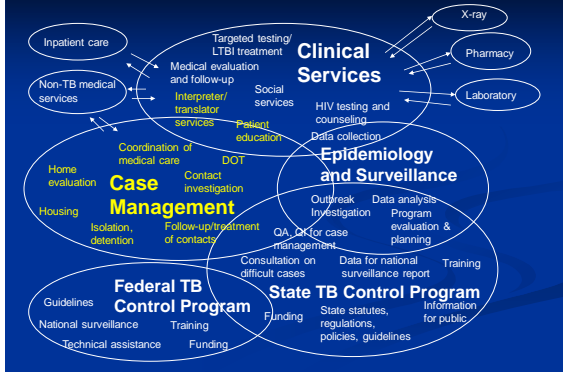 X-ray
Targeted testing/
LTBI treatment
Clinical
Services
Inpatient care
Pharmacy
Medical evaluation
and follow-up
Non-TB medical
services
Social
services
Interpreter/
translator
services
Laboratory
HIV testing and
counseling
Patient
education
Data collection
Coordination of
medical care
DOT
Epidemiology
and Surveillance
Home
evaluation
Case
Management
Contact
investigation
Outbreak
Investigation
Data analysis
Program
evaluation &
planning
Housing
Isolation,
detention
Follow-up/treatment
of contacts
QA, QI for case
management
Consultation on
difficult cases
Data for national
surveillance report
Training
Federal TB
Control Program
State TB Control Program
Guidelines
Funding
State statutes,
regulations,
policies, guidelines
Information
for public
National surveillance
Training
Technical assistance
Funding